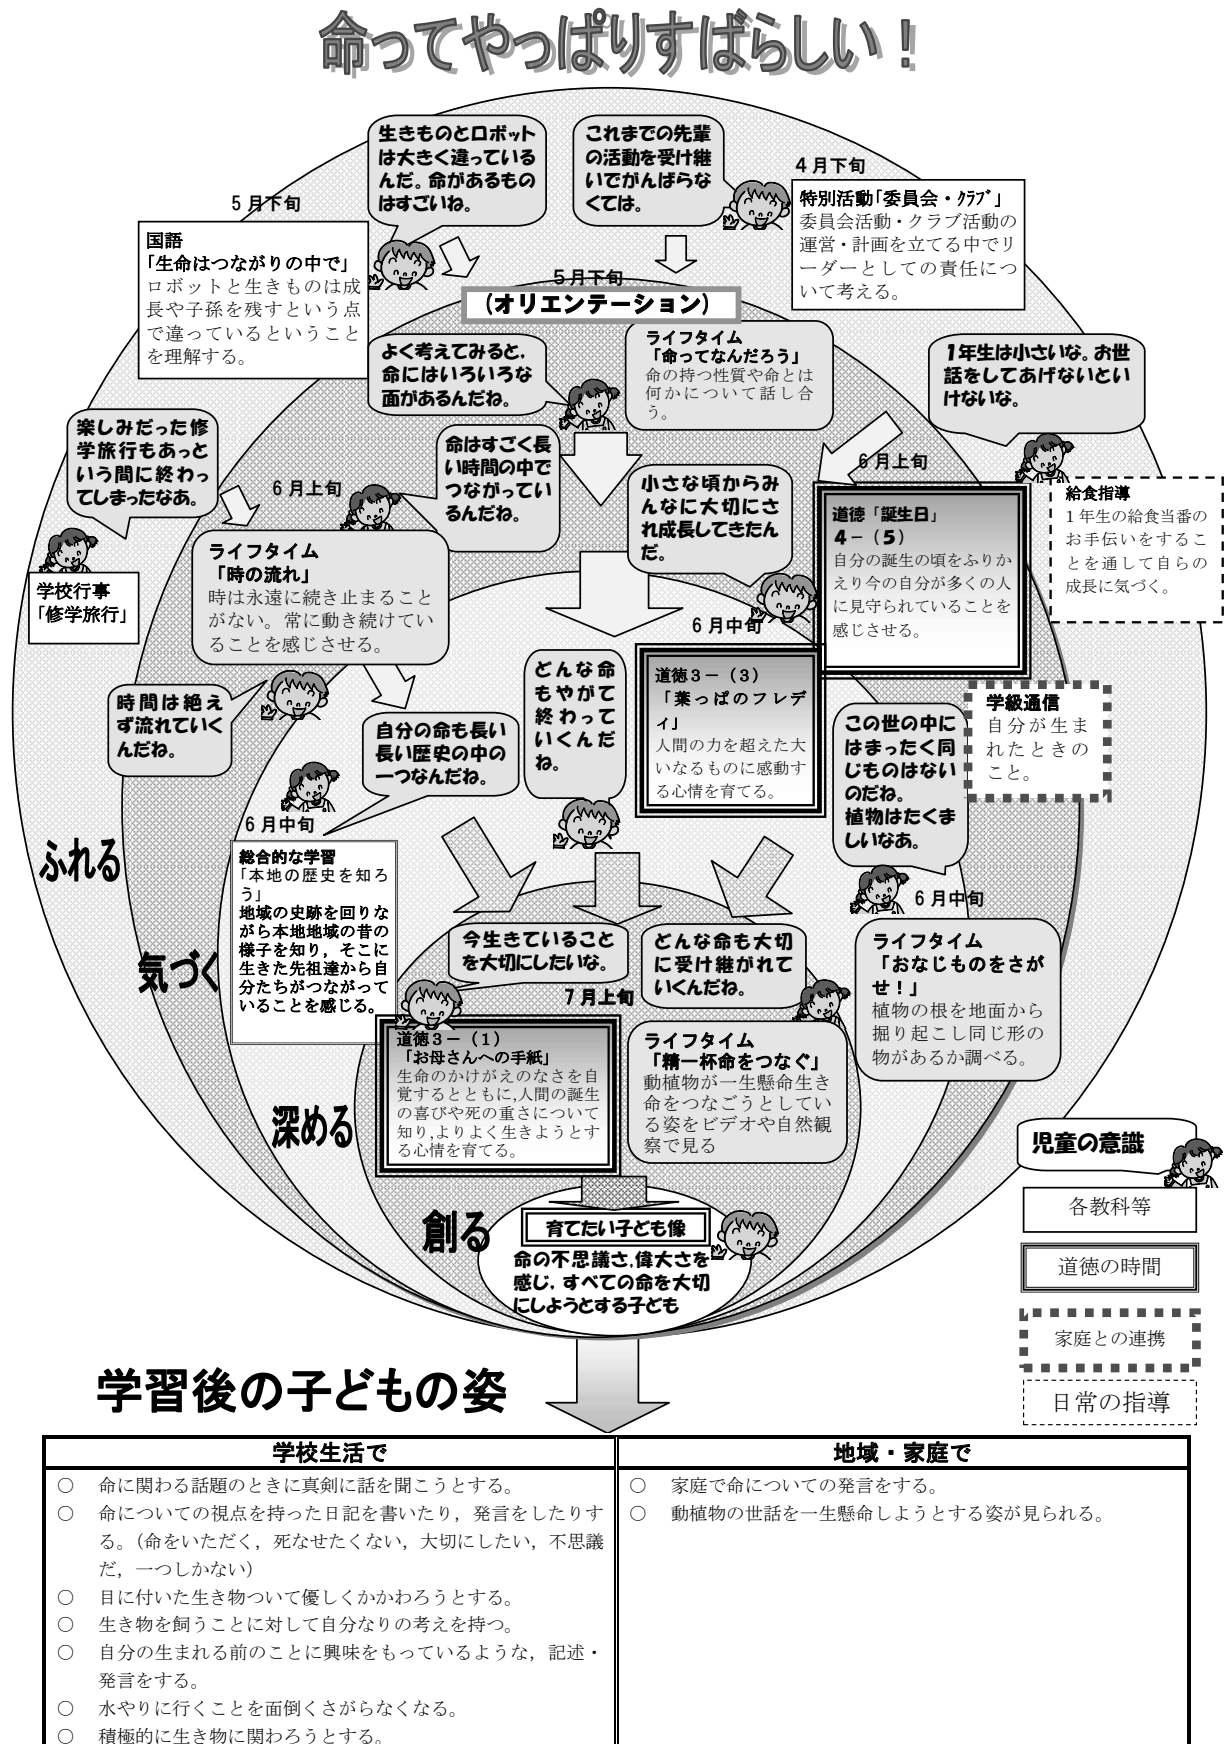 命ってやっぱりすばらしい！
生きものとロボット
は大きく違っている
んだ。命があるもの
はすごいね。
これまでの先輩
の活動を受け継
いでがんばらな
くては。
4月下旬
特別活動「委員会・クラブ」
委員会活動・クラブ活動の
運営・計画を立てる中でリ
ーダーとしての責任につ
いて考える。
5月下旬
国語
「生命はつながりの中で」
ロボットと生きものは成
長や子孫を残すという点
で違っているということ
を理解する。
5月下旬
（オリエンテーション）
よく考えてみると，
命にはいろいろな
面があるんだね。
ライフタイム
「命ってなんだろう」
命の持つ性質や命とは
何かについて話し合
う。
1年生は小さいな。お世
話をしてあげないとい
けないな。
楽しみだった修
学旅行もあっと
いう間に終わっ
てしまったなあ。
学校行事
「修学旅行」
6月上旬
命はすごく長
い時間の中で
つながってい
るんだね。
ライフタイム
「時の流れ」
時は永遠に続き止まること
がない。常に動き続けてい
ることを感じさせる。
小さな頃からみ
んなに大切にさ
れ成長してきたん
だ。
6月上旬
道徳「誕生日」
4－（5）
自分の誕生の頃をふりか
えり今の自分が多くの人
に見守られていることを
感じさせる。
給食指導
1年生の給食当番の
お手伝いをするこ
とを通して自らの
成長に気づく。
時間は絶え
ず流れていく
んだね。
自分の命も長い
長い歴史の中の
一つなんだね。
どんな命
もやがて
終わって
いくんだ
ね。
6月中旬
道徳3－（3）
「葉っぱのフレデ
ィ」
人間の力を超えた大
いなるものに感動す
る心情を育てる。
この世の中に
はまったく同
じものはない
のだね。
植物はたくま
しいなあ。
学級通信
自分が生ま
れたときの
こと。
6月中旬
総合的な学習
「本地の歴史を知ろ
う」
地域の史跡を回りな
がら本地地域の昔の
様子を知り，そこに
生きた先祖達から自
分たちがつながって
いることを感じる。
ふれる
気づく
深める
創る
6月中旬
ライフタイム
「おなじものをさが
せ！」
植物の根を地面から
掘り起こし同じ形の
物があるか調べる。
今生きていること
を大切にしたいな。
どんな命も大切
に受け継がれて
いくんだね。
7月上旬
道徳3－（1）
「お母さんへの手紙」
生命のかけがえのなさを自
覚するとともに,人間の誕生
の喜びや死の重さについて
知り,よりよく生きようとす
る心情を育てる。
ライフタイム
「精一杯命をつなぐ」
動植物が一生懸命生き
命をつなごうとしてい
る姿をビデオや自然観
察で見る
育てたい子ども像
命の不思議さ，偉大さを
感じ，すべての命を大切
にしようとする子ども
児童の意識
各教科等
道徳の時間
家庭との連携
日常の指導
学習後の子どもの姿
学校生活で
○　命に関わる話題のときに真剣に話を聞こうとする。
○　命についての視点を持った日記を書いたり，発言をしたりす
る。（命をいただく，死なせたくない，大切にしたい，不思議
だ，一つしかない）
○　目に付いた生き物ついて優しくかかわろうとする。
○　生き物を飼うことに対して自分なりの考えを持つ。
○　自分の生まれる前のことに興味をもっているような，記述・
発言をする。
○　水やりに行くことを面倒くさがらなくなる。
○　積極的に生き物に関わろうとする。
地域・家庭で
○　家庭で命についての発言をする。
○　動植物の世話を一生懸命しようとする姿が見られる。